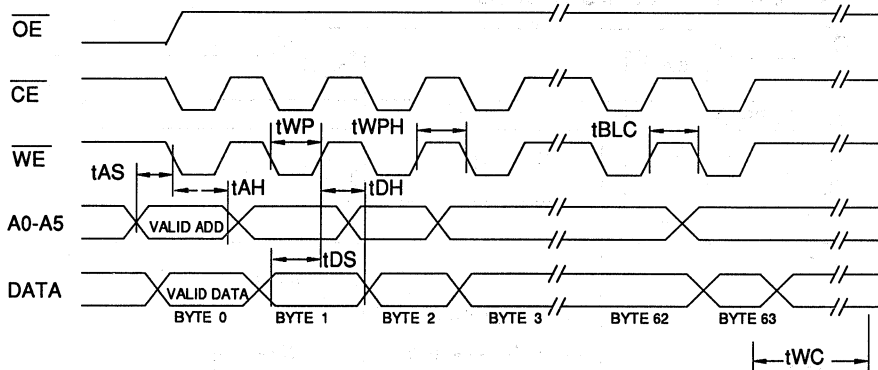 OE
CE
tWP tWPH tBLC
WE
tAS tAH tDH
A0-A5 VALID ADD
tDS
DATA VALID DATA
BYTE 0 BYTE 1 BYTE 2 BYTE 3 BYTE 62 BYTE 63
tWC